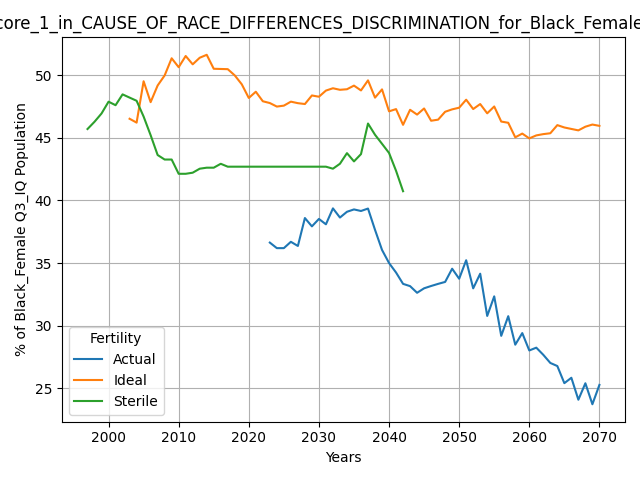 core_1_in_CAUSE_OF_RACE_DIFFERENCES_DISCRIMINATION_for_Black_Female
% of Black_Female Q3_IQ Population
50
45
40
35
30
25
Fertility
Actual
Ideal
Sterile
2000 2010 2020 2030 2040 2050 2060 2070
Years